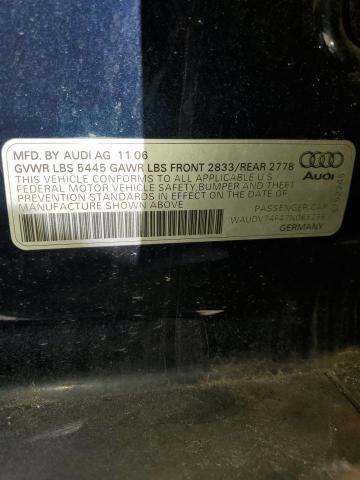 MFD. BY AUDI AG 11 06
GVWR LBS 5445 GAWR LBS FRONT 2833/REAR 2778
THIS VEHICLE CONFORMS TO ALL APPLICABLE U S
FEDERAL MOTOR VEHICLE SAFETY, BUMPER AND THEFT
PREVENTION STANDARDS IN EFFECT ON THE DATE OF
MANUFACTURE SHOWN ABOVE
Audi
PASSENGER CAR
GERMANY